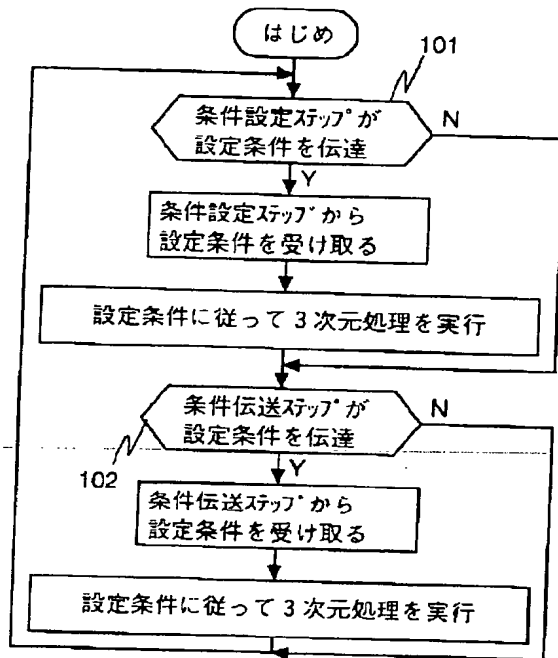 はじめ
101
条件設定ステップが
設定条件を伝達
N
Y
条件設定ステップから
設定条件を受け取る
設定条件に従って3次元処理を実行
条件伝送ステップが
設定条件を伝達
N
102
Y
条件伝送ステップから
設定条件を受け取る
設定条件に従って3次元処理を実行